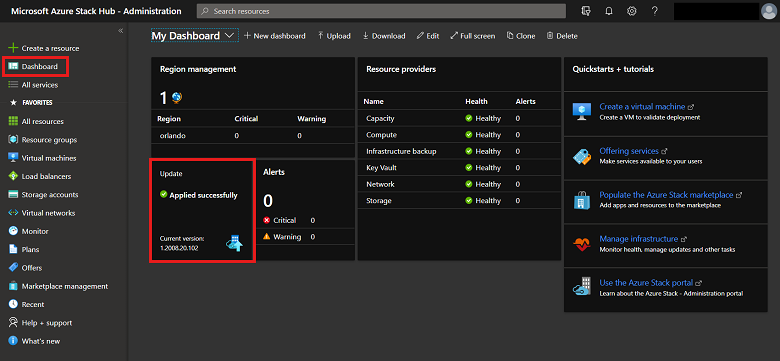 Microsoft Azure Stack Hub - Administration
Search resources
Create a resource
Dashboard
All services
FAVORITES
All resources
Resource groups
Virtual machines
Load balancers
Storage accounts
Virtual networks
Monitor
Plans
Offers
Marketplace management
Recent
Help + support
What's new
My Dashboard
New dashboard
Upload
Download
Edit
Full screen
Clone
Delete
Region management
1
Region Critical Warning
orlando 0 0
Update
Applied successfully
Current version:
1.2008.20.102
Alerts
0
Critical 0
Warning 0
Resource providers
Name Health Alerts
Capacity Healthy 0
Compute Healthy 0
Infrastructure backup Healthy 0
Key Vault Healthy 0
Network Healthy 0
Storage Healthy 0
Quickstarts + tutorials
Create a virtual machine
Create a VM to validate deployment
Offering services
Make services available to your users
Populate the Azure Stack marketplace
Add apps and resources to the marketplace
Manage infrastructure
Monitor health, manage updates and other tasks
Use the Azure Stack portal
Learn about the Azure Stack - Administration portal